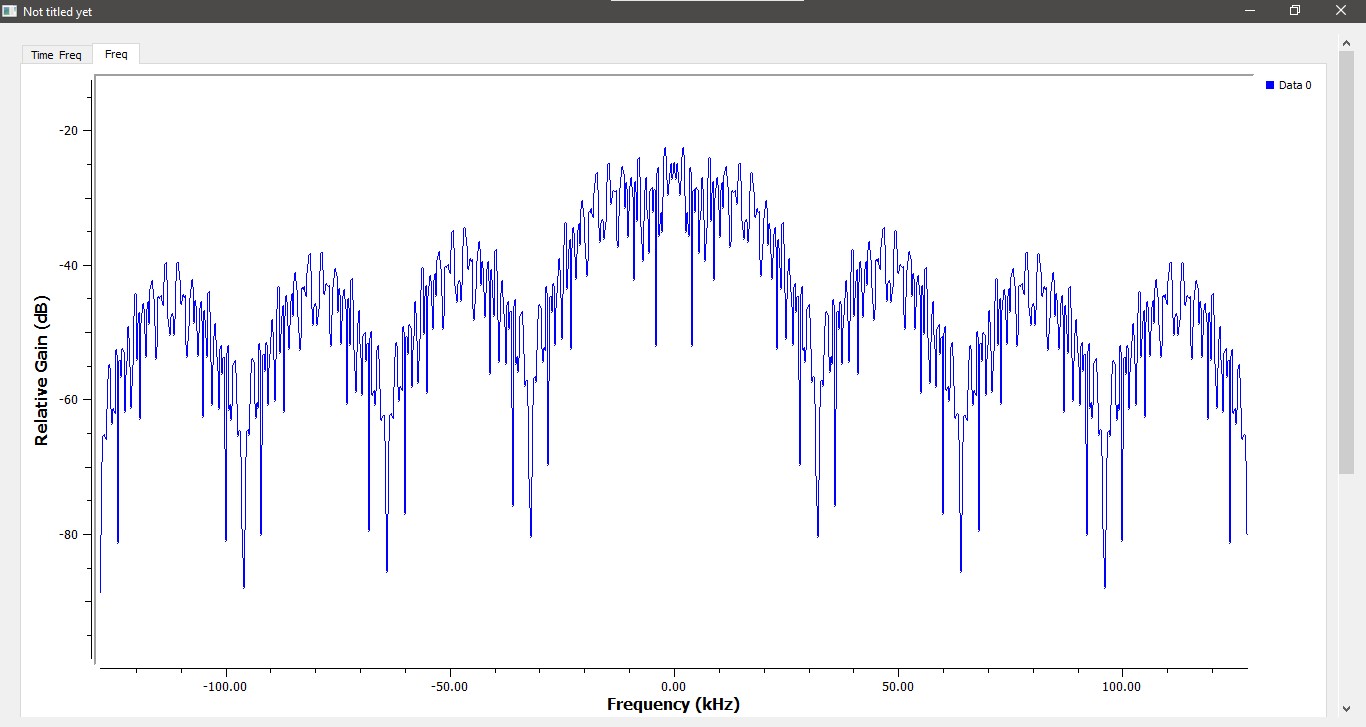 Not titled yet
Time Freq
Freq
Data 0
-20
-40
-60
-80
Relative Gain (dB)
-100.00
-50.00
0.00
50.00
100.00
Frequency (kHz)